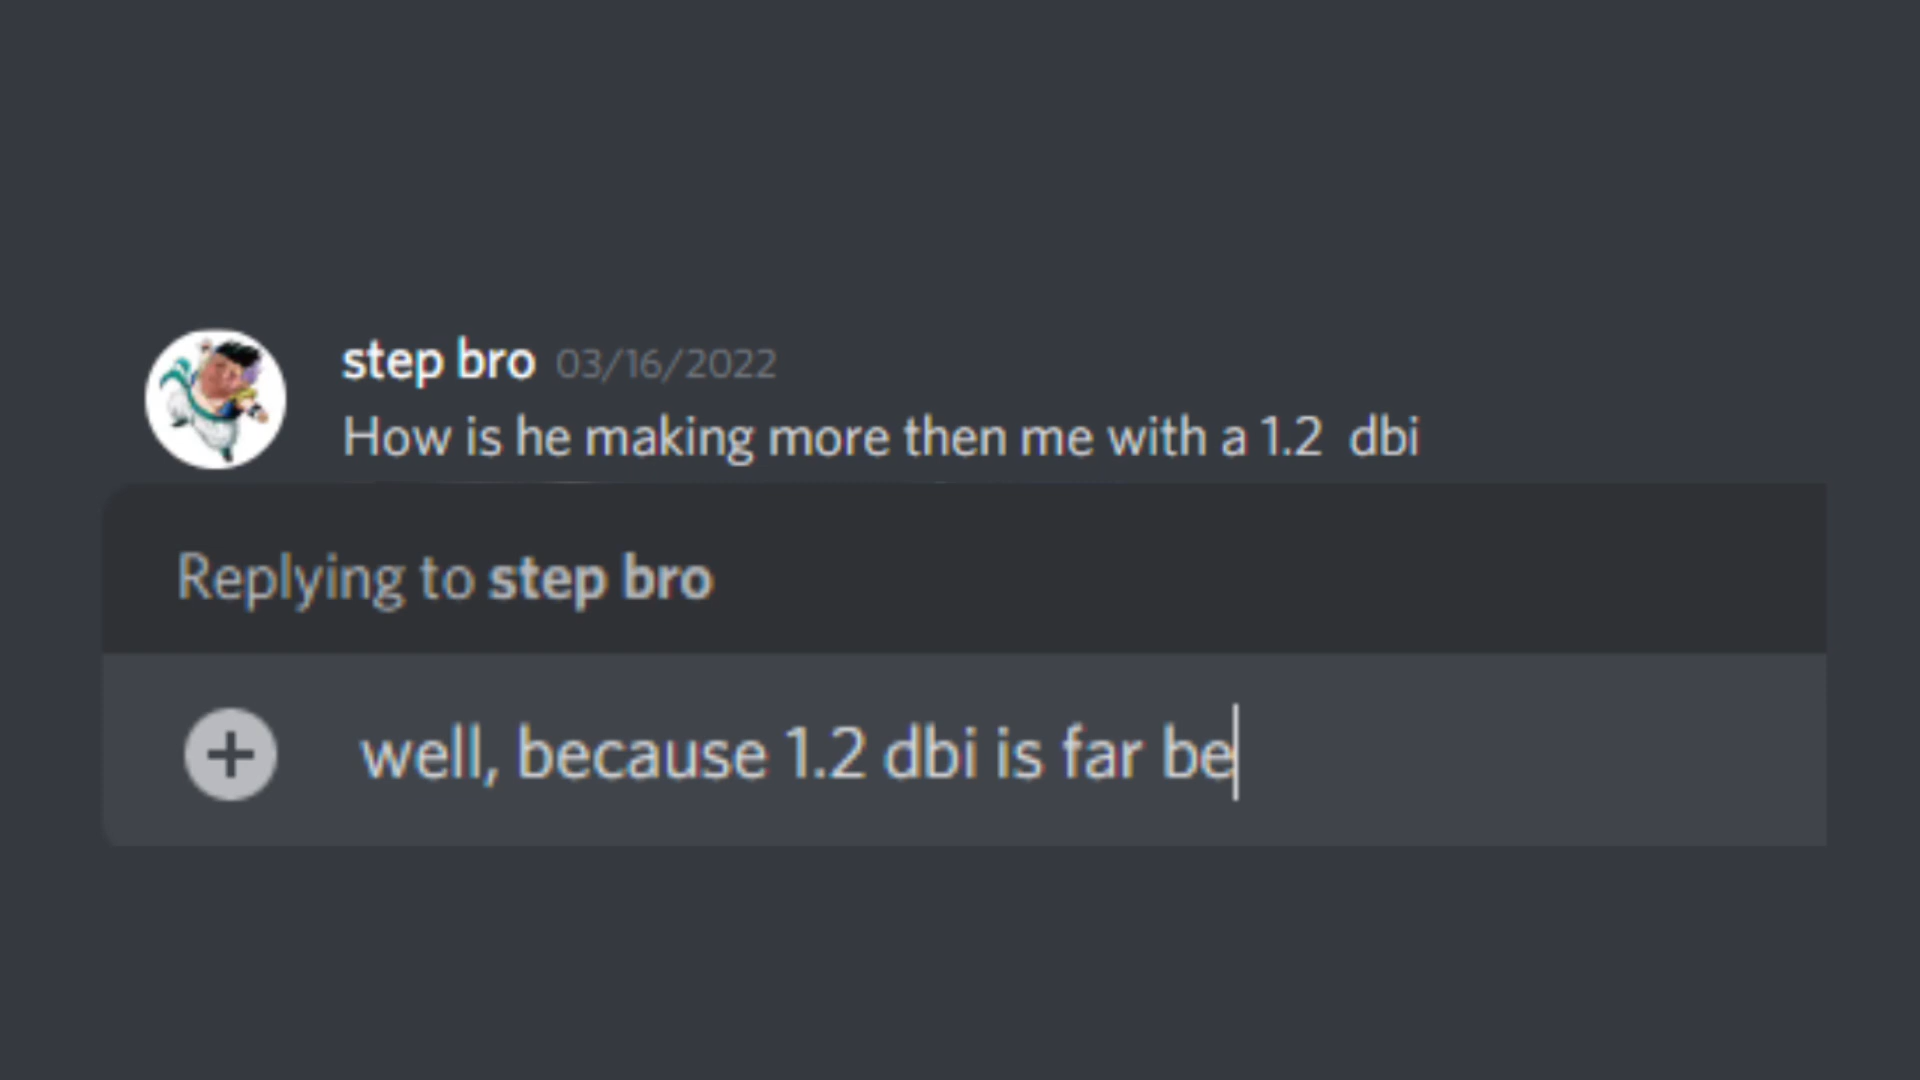 step bro 03/16/2022
How is he making more then me with a 1.2  dbi
Replying to step bro
well, because 1.2 dbi is far be